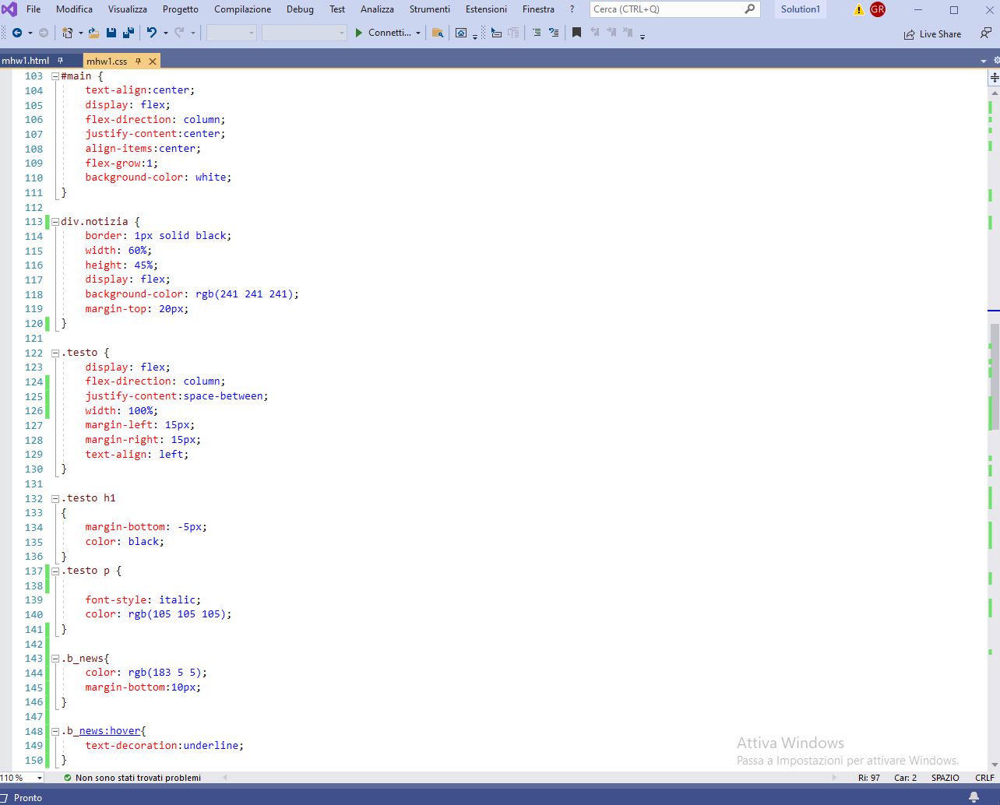 File Modifica Visualizza Progetto Compilazione Debug Test Analizza Strumenti Estensioni Finestra ? Cerca (CTRL+Q) Solution1 GR
Connetti... Live Share
mhw1.html mhw1.css
103 #main {
104 text-align:center;
105 display: flex;
106 flex-direction: column;
107 justify-content:center;
108 align-items:center;
109 flex-grow:1;
110 background-color: white;
111 }
112
113 div.notizia {
114 border: 1px solid black;
115 width: 60%;
116 height: 45%;
117 display: flex;
118 background-color: rgb(241 241 241);
119 margin-top: 20px;
120 }
121
122 .testo {
123 display: flex;
124 flex-direction: column;
125 justify-content:space-between;
126 width: 100%;
127 margin-left: 15px;
128 margin-right: 15px;
129 text-align: left;
130 }
131
132 .testo h1
133 {
134 margin-bottom: -5px;
135 color: black;
136 }
137 .testo p {
138
139 font-style: italic;
140 color: rgb(105 105 105);
141 }
142
143 .b_news{
144 color: rgb(183 5 5);
145 margin-bottom:10px;
146 }
147
148 .b_news:hover{
149 text-decoration:underline;
150 }
Attiva Windows
Passa a Impostazioni per attivare Windows.
110 % Non sono stati trovati problemi Ri: 97 Car: 2 SPAZIO CRLF
Pronto